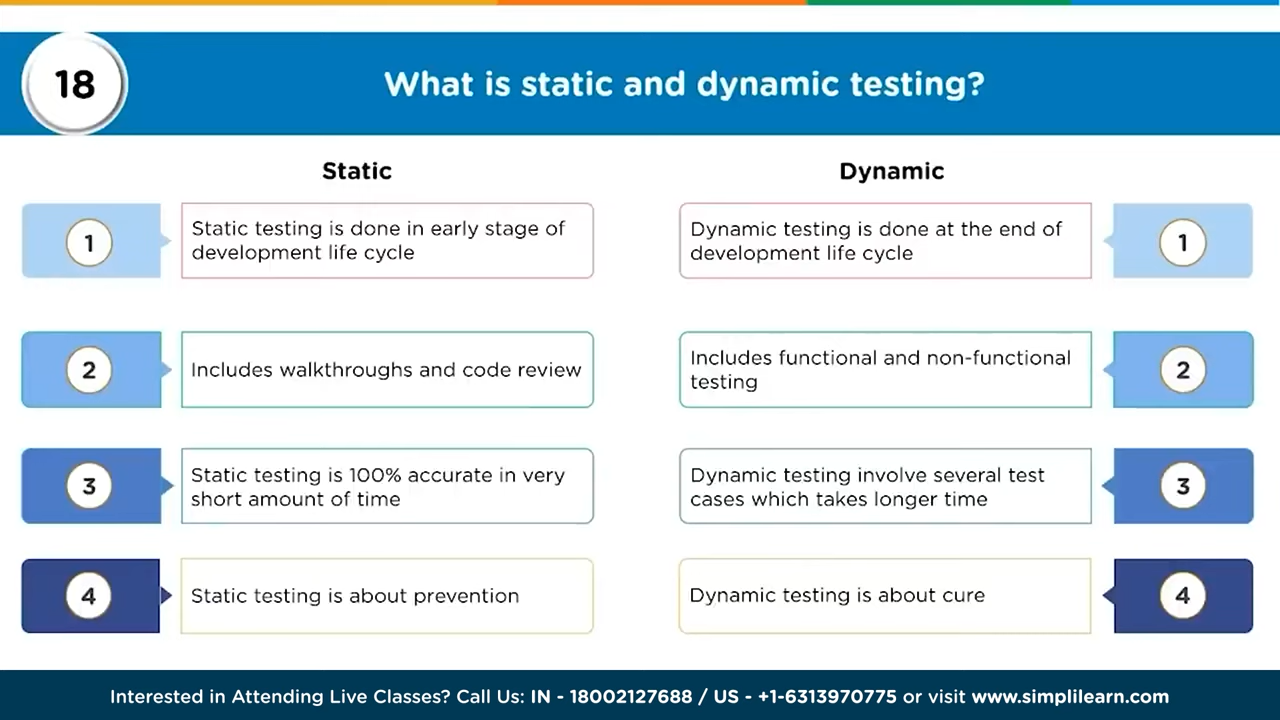 18
What is static and dynamic testing?
Static
Dynamic
1
Static testing is done in early stage of
development life cycle
Dynamic testing is done at the end of
development life cycle
1
2
Includes walkthroughs and code review
Includes functional and non-functional
testing
2
3
Static testing is 100% accurate in very
short amount of time
Dynamic testing involve several test
cases which takes longer time
3
4
Static testing is about prevention
Dynamic testing is about cure
4
Interested in Attending Live Classes? Call Us: IN - 18002127688 / US - +1-6313970775 or visit www.simplilearn.com